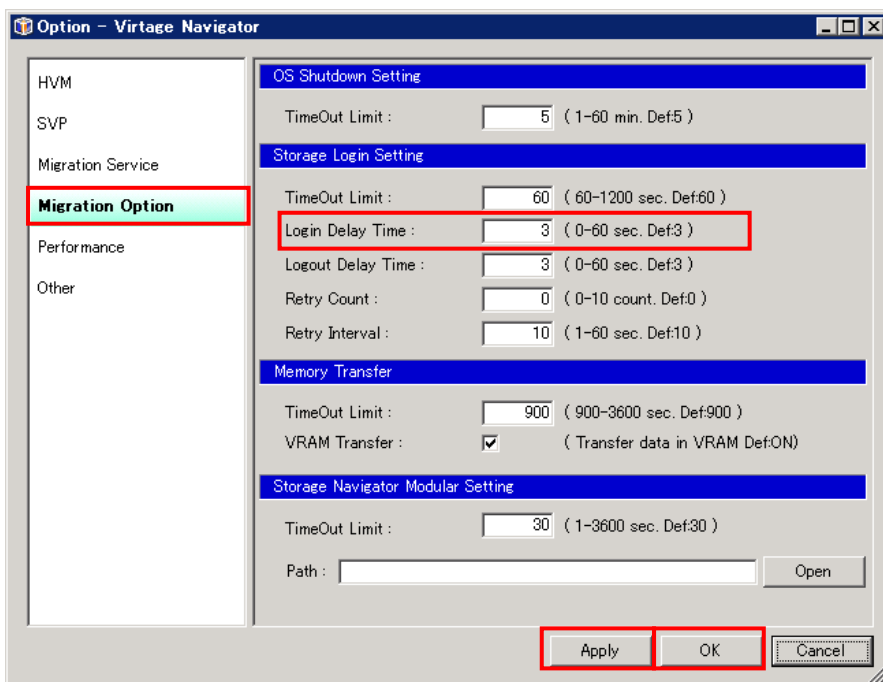 Option - Virtage Navigator
HVM
SVP
Migration Service
Migration Option
Performance
Other
OS Shutdown Setting
TimeOut Limit : 5 ( 1-60 min. Def:5 )
Storage Login Setting
TimeOut Limit : 60 ( 60-1200 sec. Def:60 )
Login Delay Time : 3 ( 0-60 sec. Def:3 )
Logout Delay Time : 3 ( 0-60 sec. Def:3 )
Retry Count : 0 ( 0-10 count. Def:0 )
Retry Interval : 10 ( 1-60 sec. Def:10 )
Memory Transfer
TimeOut Limit : 900 ( 900-3600 sec. Def:900 )
VRAM Transfer : ( Transfer data in VRAM Def:ON)
Storage Navigator Modular Setting
TimeOut Limit : 30 ( 1-3600 sec. Def:30 )
Path : Open
Apply OK Cancel